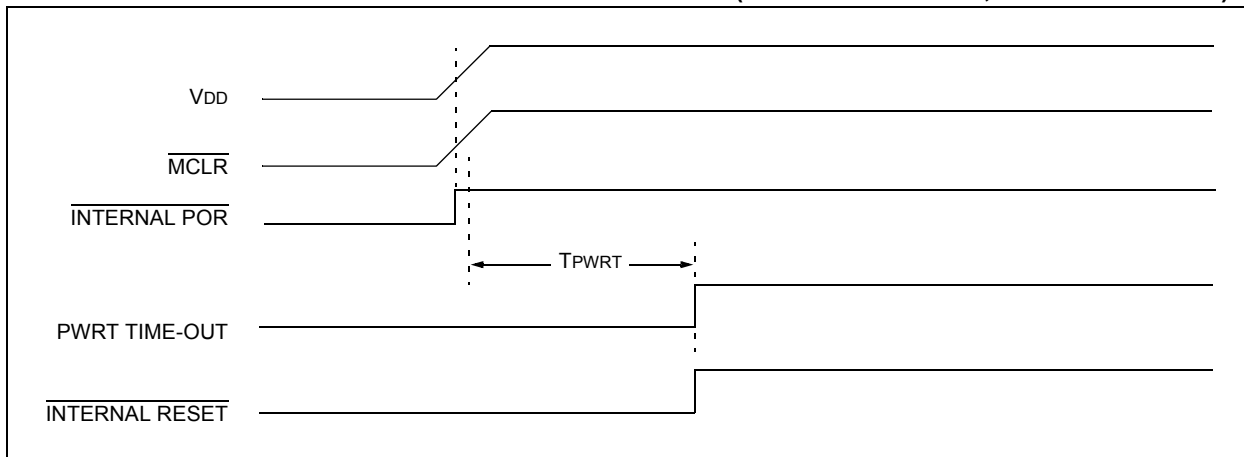 VDD
MCLR
INTERNAL POR
TPWRT
PWRT TIME-OUT
INTERNAL RESET